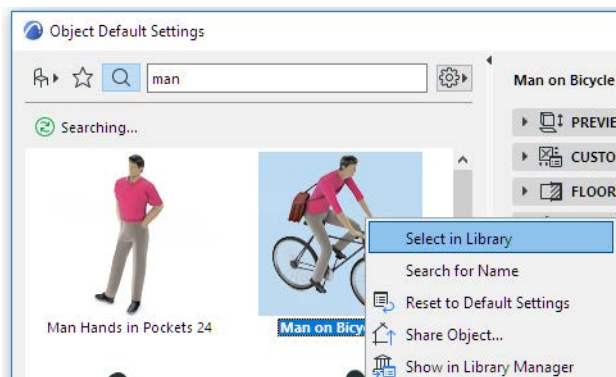 Object Default Settings
man
Man on Bicycle
Searching...
PREVIE
CUSTO
FLOOR
Select in Library
Search for Name
Reset to Default Settings
Man Hands in Pockets 24
Man on Bicy
Share Object...
Show in Library Manager